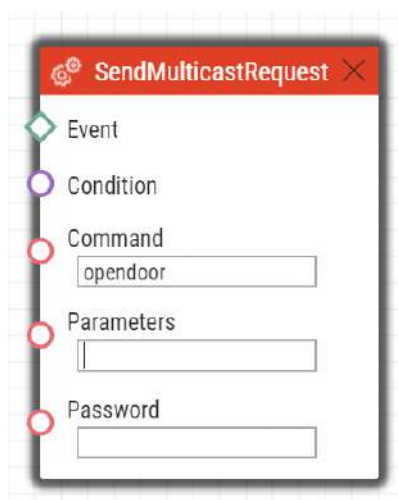 SendMulticastRequest
Event
Condition
Command
opendoor
Parameters
Password